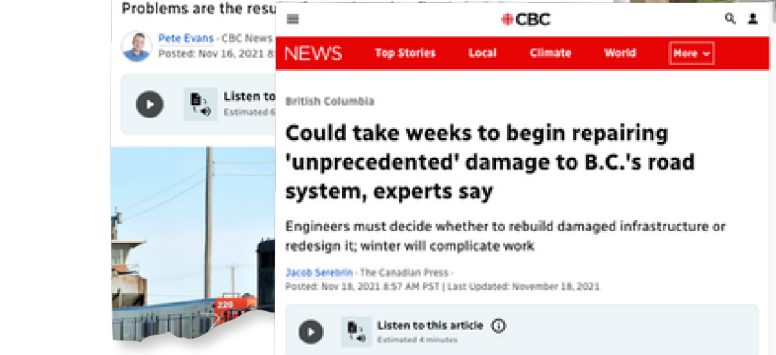 Problems are the resu
Pete Evans · CBC News
Posted: Nov 16, 2021 8:
Listen to
Estimated 6
220
CBC
NEWS Top Stories Local Climate World More
British Columbia
Could take weeks to begin repairing
'unprecedented' damage to B.C.'s road
system, experts say
Engineers must decide whether to rebuild damaged infrastructure or
redesign it; winter will complicate work
Jacob Serebrin · The Canadian Press ·
Posted: Nov 18, 2021 8:57 AM PST | Last Updated: November 18, 2021
Listen to this article
Estimated 4 minutes